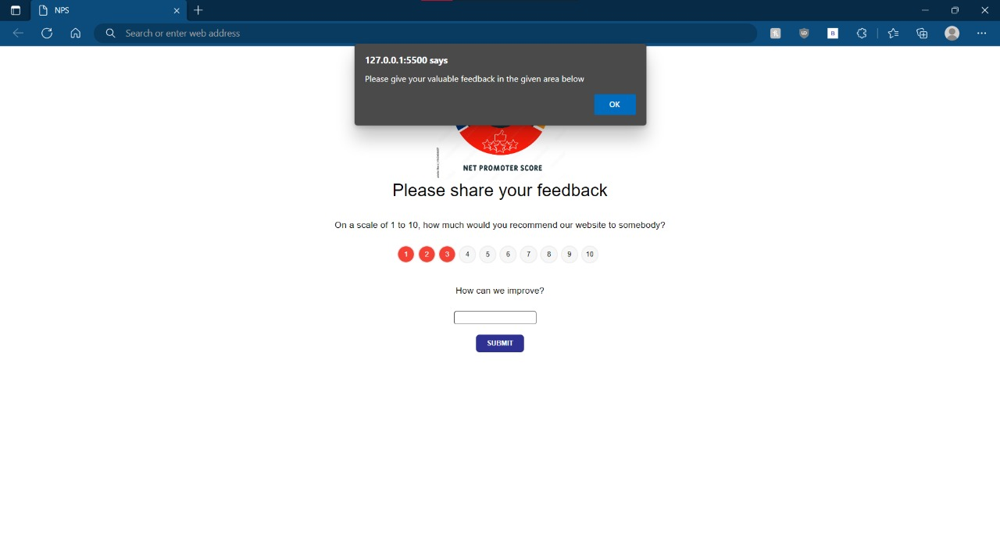 NPS
Search or enter web address
127.0.0.1:5500 says
Please give your valuable feedback in the given area below
OK
NET PROMOTER SCORE
Please share your feedback
On a scale of 1 to 10, how much would you recommend our website to somebody?
1 2 3 4 5 6 7 8 9 10
How can we improve?
SUBMIT